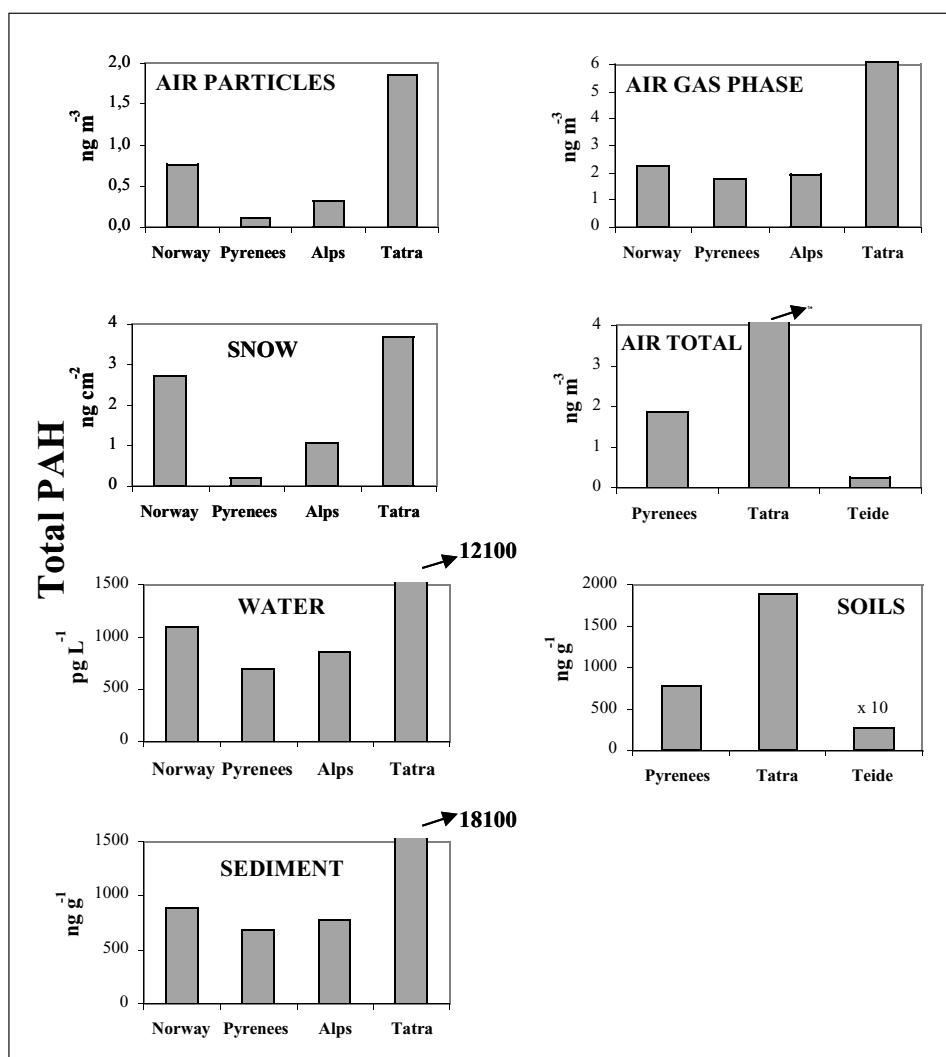 Total PAH
AIR PARTICLES
ng m⁻³
2,0
1,5
1,0
0,5
0,0
Norway Pyrenees Alps Tatra
AIR GAS PHASE
ng m⁻³
6
5
4
3
2
1
0
Norway Pyrenees Alps Tatra
SNOW
ng cm⁻²
4
3
2
1
0
Norway Pyrenees Alps Tatra
AIR TOTAL
ng m⁻³
4
3
2
1
0
Pyrenees Tatra Teide
WATER
12100
pg L⁻¹
1500
1000
500
0
Norway Pyrenees Alps Tatra
SOILS
ng g⁻¹
2000
1500
1000
500
0
x 10
Pyrenees Tatra Teide
SEDIMENT
18100
ng g⁻¹
1500
1000
500
0
Norway Pyrenees Alps Tatra